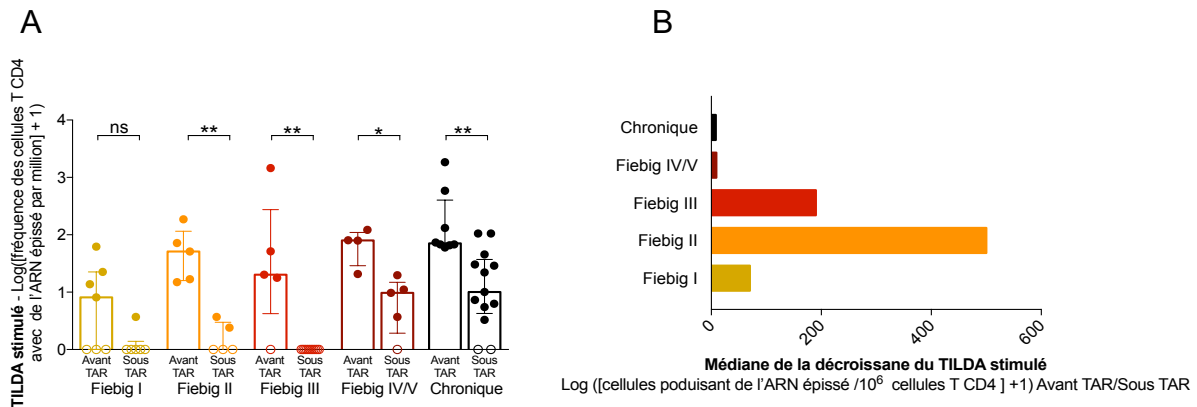 A
B
TILDA stimulé - Log([fréquence des cellules T CD4
avec de l'ARN épissé par million] + 1)
4
3
2
1
0
ns
**
**
*
**
Avant
TAR
Sous
TAR
Avant
TAR
Sous
TAR
Avant
TAR
Sous
TAR
Avant
TAR
Sous
TAR
Avant
TAR
Sous
TAR
Fiebig I
Fiebig II
Fiebig III
Fiebig IV/V
Chronique
Chronique
Fiebig IV/V
Fiebig III
Fiebig II
Fiebig I
0
200
400
600
Médiane de la décroissane du TILDA stimulé
Log ([cellules poduisant de l'ARN épissé /10⁶ cellules T CD4 ] +1) Avant TAR/Sous TAR